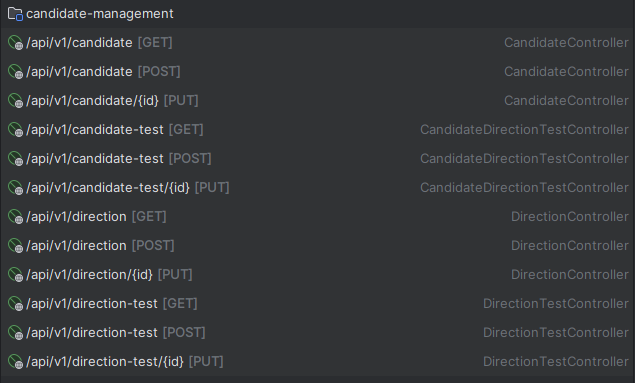 candidate-management
/api/v1/candidate [GET] CandidateController
/api/v1/candidate [POST] CandidateController
/api/v1/candidate/{id} [PUT] CandidateController
/api/v1/candidate-test [GET] CandidateDirectionTestController
/api/v1/candidate-test [POST] CandidateDirectionTestController
/api/v1/candidate-test/{id} [PUT] CandidateDirectionTestController
/api/v1/direction [GET] DirectionController
/api/v1/direction [POST] DirectionController
/api/v1/direction/{id} [PUT] DirectionController
/api/v1/direction-test [GET] DirectionTestController
/api/v1/direction-test [POST] DirectionTestController
/api/v1/direction-test/{id} [PUT] DirectionTestController